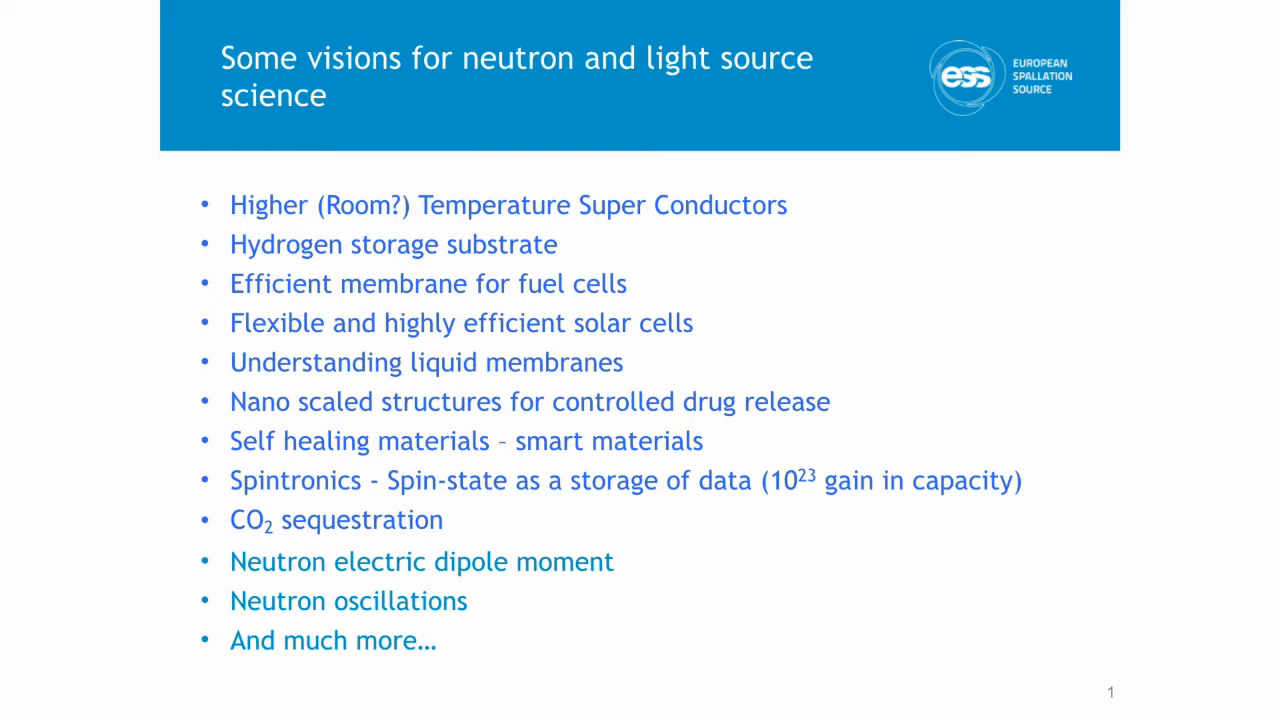 Some visions for neutron and light source
science
ess
EUROPEAN
SPALLATION
SOURCE
• Higher (Room?) Temperature Super Conductors
• Hydrogen storage substrate
• Efficient membrane for fuel cells
• Flexible and highly efficient solar cells
• Understanding liquid membranes
• Nano scaled structures for controlled drug release
• Self healing materials – smart materials
• Spintronics - Spin-state as a storage of data (10²³ gain in capacity)
• CO₂ sequestration
• Neutron electric dipole moment
• Neutron oscillations
• And much more…
1